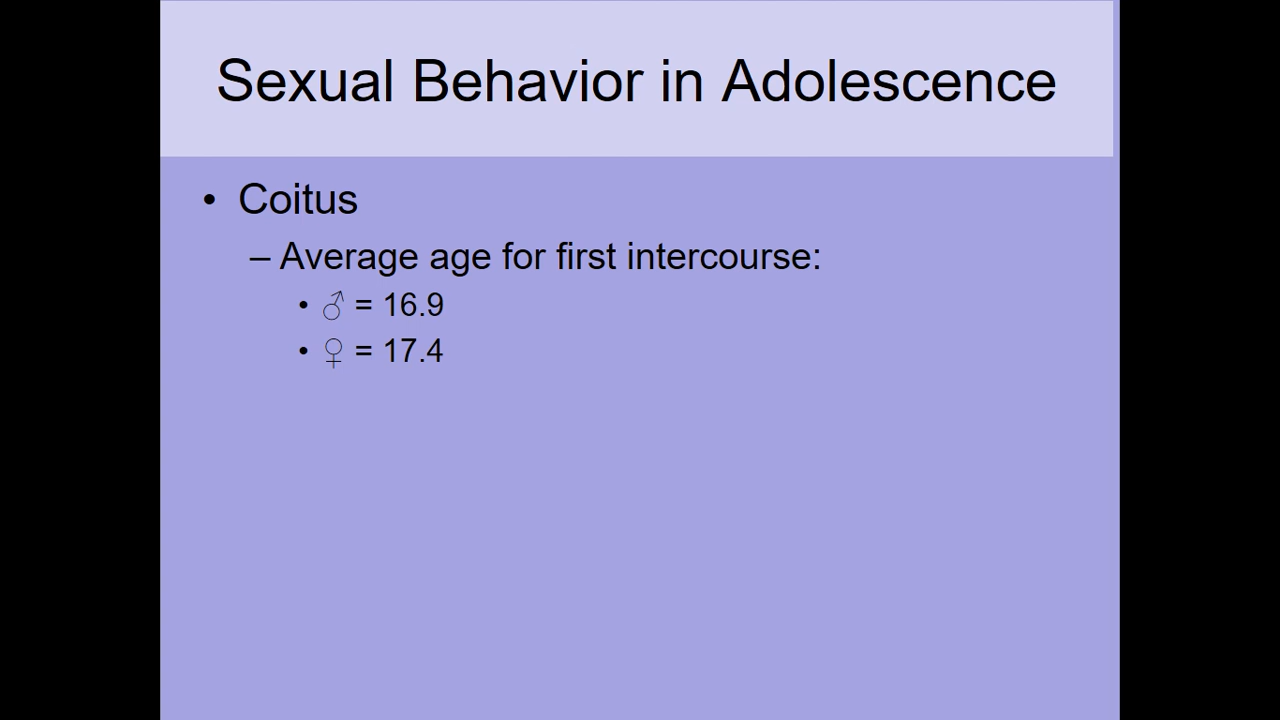 Sexual Behavior in Adolescence
• Coitus
– Average age for first intercourse:
• ♂ = 16.9
• ♀ = 17.4